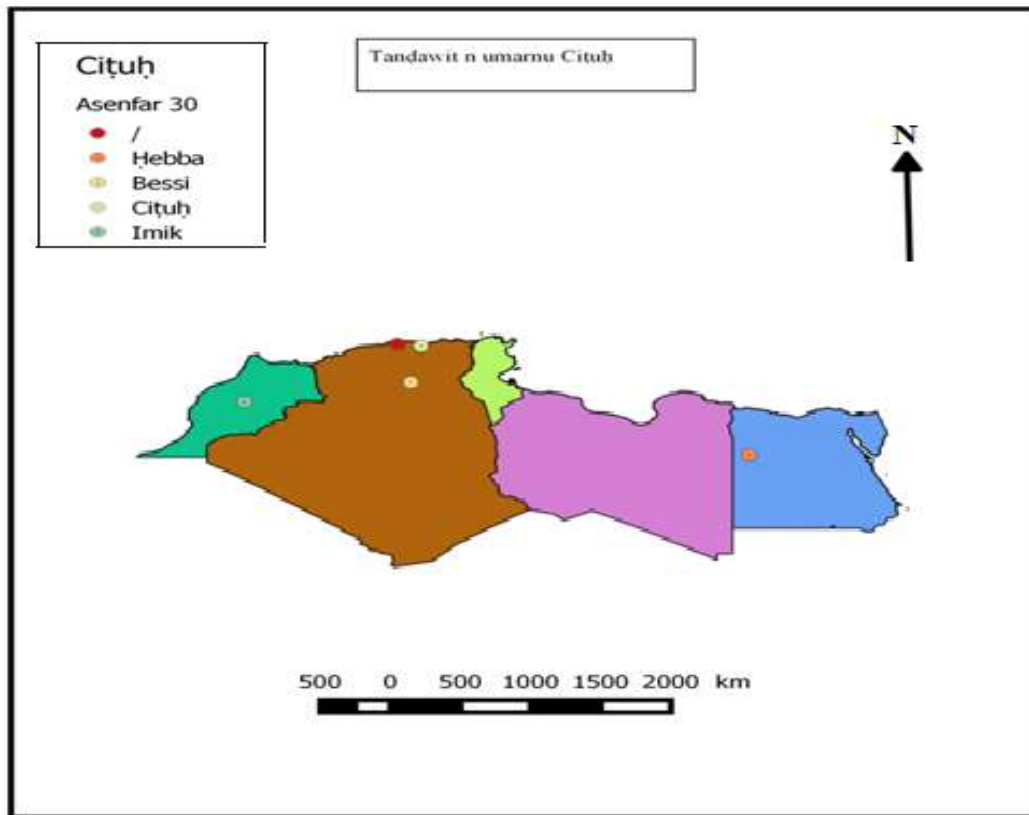 Ciṭuḥ
Asenfar 30
/
Ḥebba
Bessi
Ciṭuḥ
Imik
Tanḍawit n umarnu Ciṭuḥ
N
500 0 500 1000 1500 2000 km